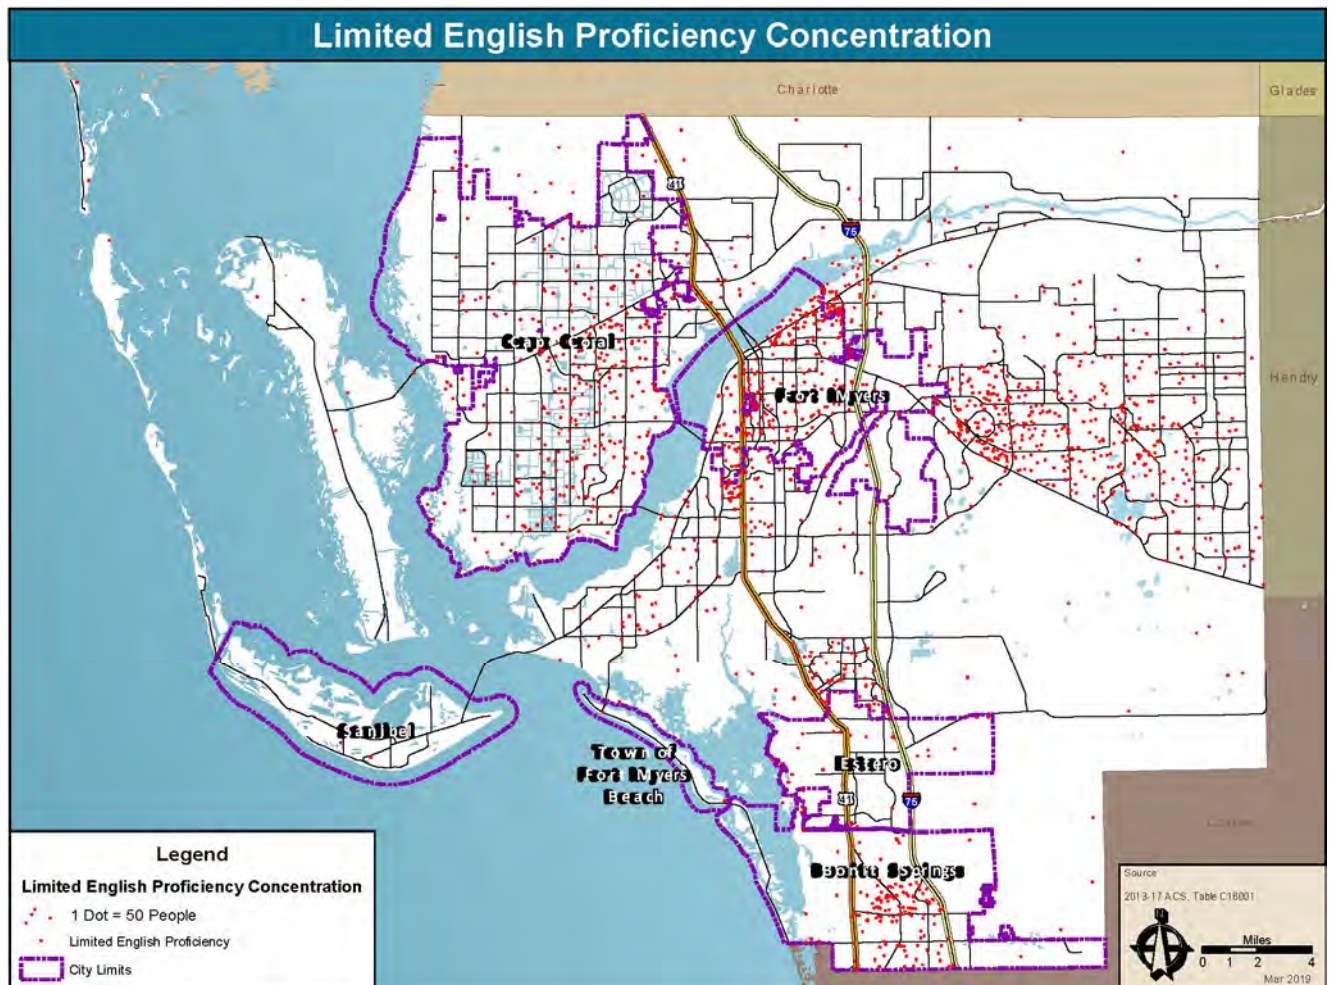 Limited English Proficiency Concentration
Charlotte
Glades
41
75
Cape Coral
Fort Myers
Hendry
Sanibel
Town of
Fort Myers
Beach
Estero
41
75
Bonita Springs
Legend
Limited English Proficiency Concentration
1 Dot = 50 People
Limited English Proficiency
City Limits
Source
2013-17 ACS, Table C16001
N
Miles
0 1 2 4
Mar 2019